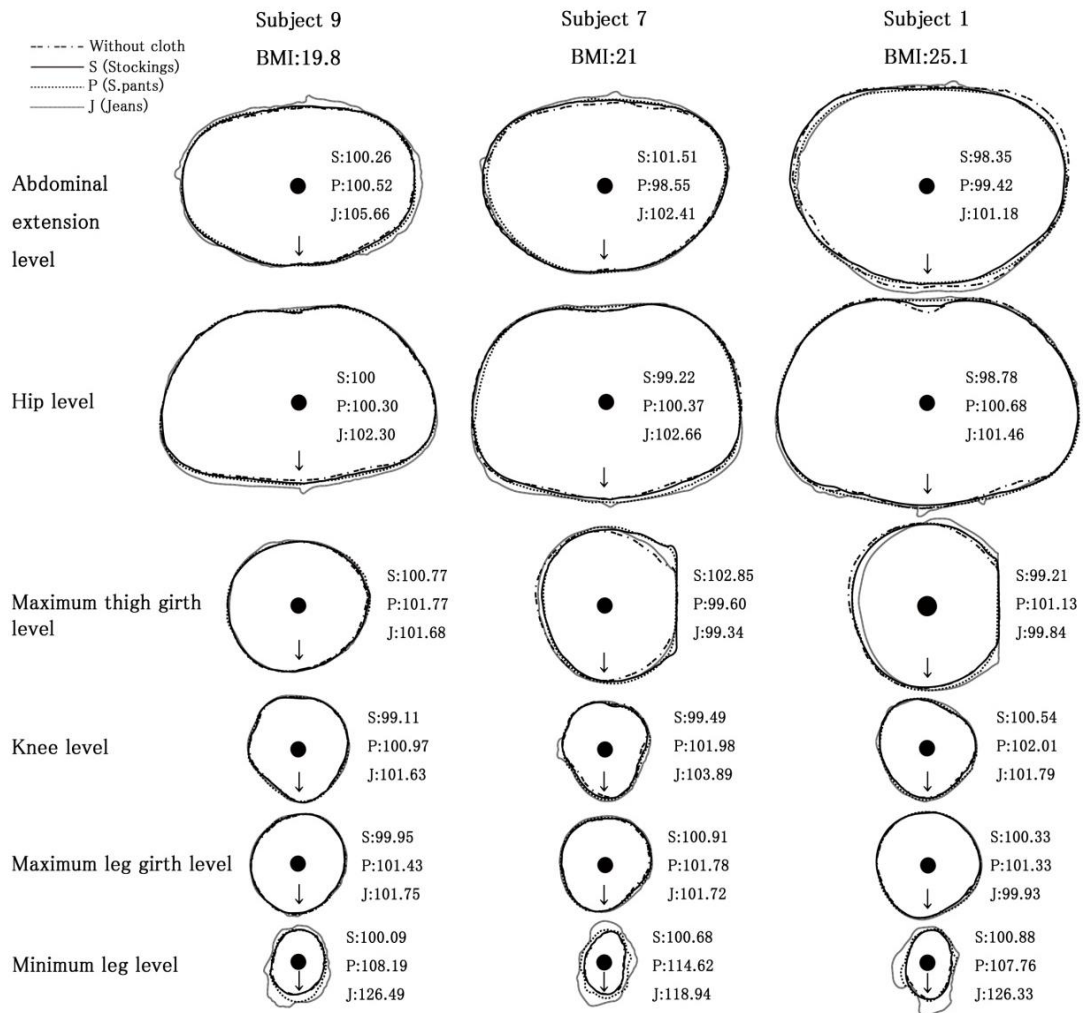 Subject 9
Subject 7
Subject 1
BMI:19.8
BMI:21
BMI:25.1
Without cloth
S (Stockings)
P (S.pants)
J (Jeans)
Abdominal
extension
level
S:100.26
P:100.52
J:105.66
S:101.51
P:98.55
J:102.41
S:98.35
P:99.42
J:101.18
Hip level
S:100
P:100.30
J:102.30
S:99.22
P:100.37
J:102.66
S:98.78
P:100.68
J:101.46
Maximum thigh girth
level
S:100.77
P:101.77
J:101.68
S:102.85
P:99.60
J:99.34
S:99.21
P:101.13
J:99.84
Knee level
S:99.11
P:100.97
J:101.63
S:99.49
P:101.98
J:103.89
S:100.54
P:102.01
J:101.79
Maximum leg girth level
S:99.95
P:101.43
J:101.75
S:100.91
P:101.78
J:101.72
S:100.33
P:101.33
J:99.93
Minimum leg level
S:100.09
P:108.19
J:126.49
S:100.68
P:114.62
J:118.94
S:100.88
P:107.76
J:126.33